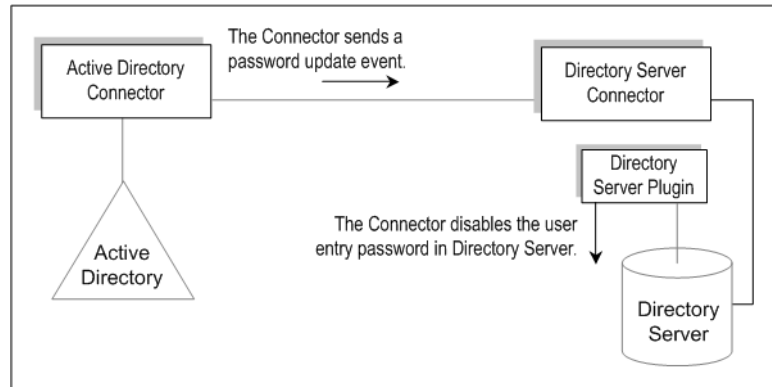 The Connector sends a
password update event.
Active Directory
Connector
Directory Server
Connector
Directory
Server Plugin
The Connector disables the user
entry password in Directory Server.
Active
Directory
Directory
Server